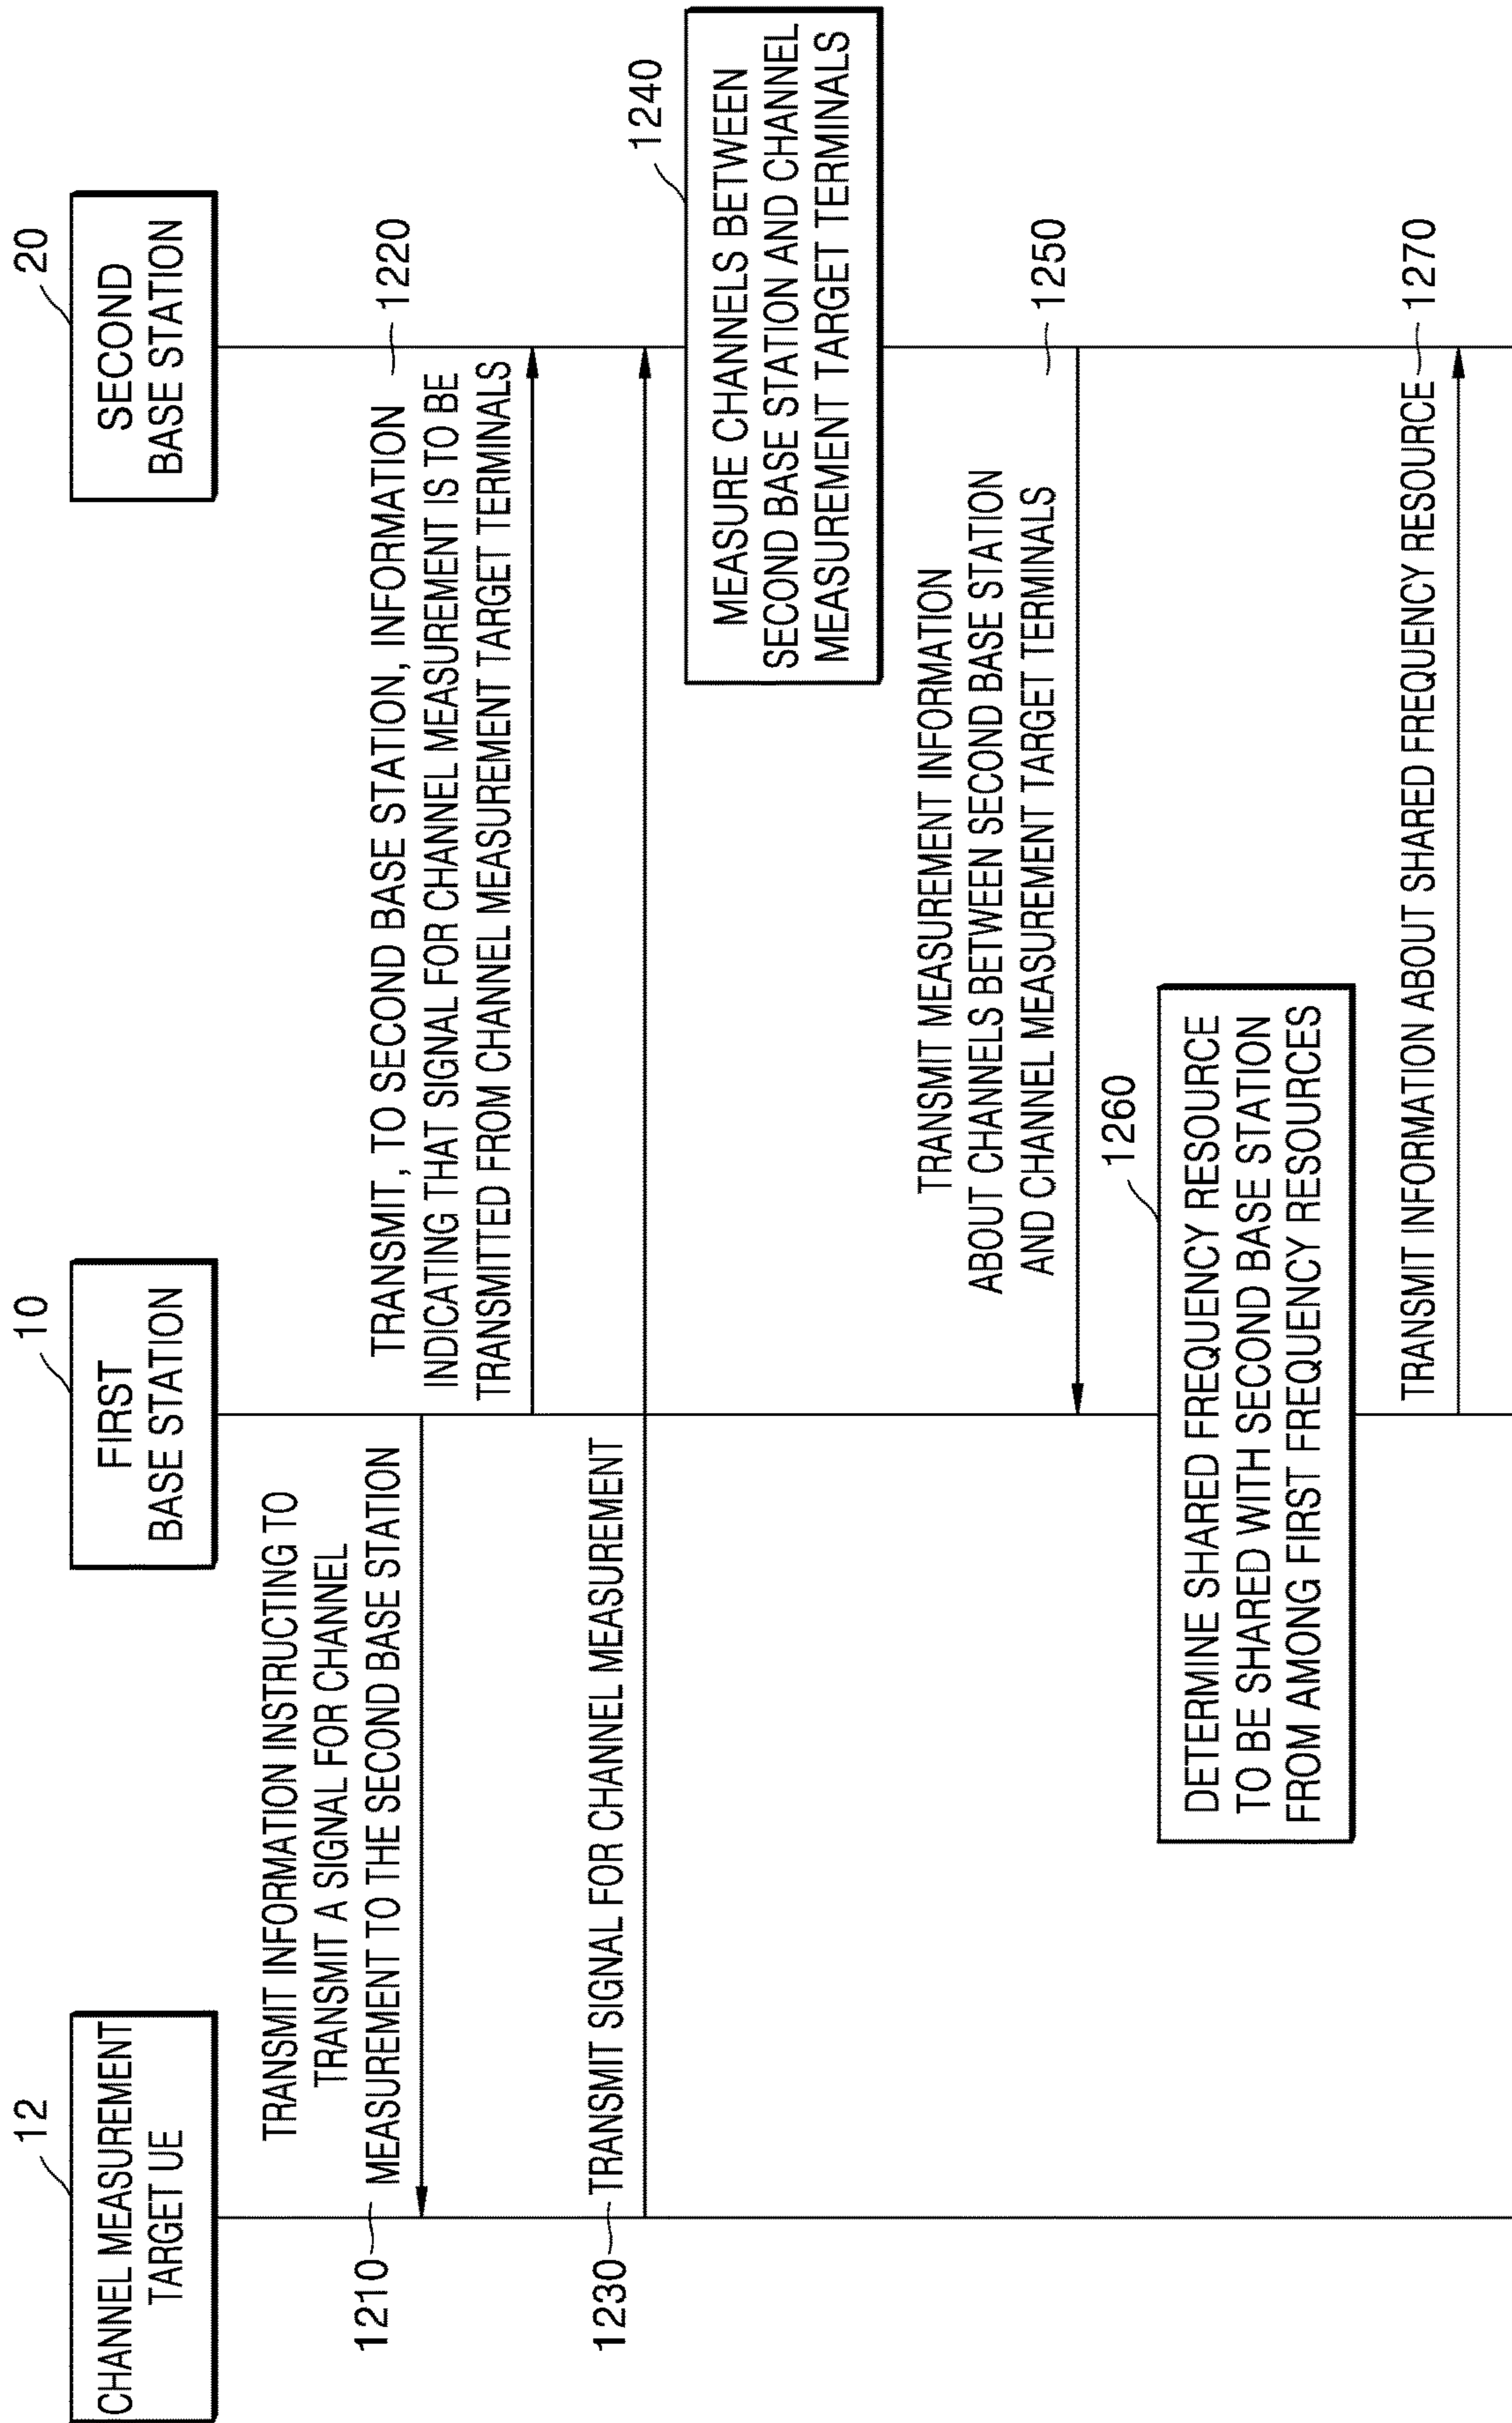 12
CHANNEL MEASUREMENT
TARGET UE
10
FIRST
BASE STATION
20
SECOND
BASE STATION
1210
TRANSMIT INFORMATION INSTRUCTING TO
TRANSMIT A SIGNAL FOR CHANNEL
MEASUREMENT TO THE SECOND BASE STATION
TRANSMIT, TO SECOND BASE STATION, INFORMATION
INDICATING THAT SIGNAL FOR CHANNEL MEASUREMENT IS TO BE
TRANSMITTED FROM CHANNEL MEASUREMENT TARGET TERMINALS
1220
1230
TRANSMIT SIGNAL FOR CHANNEL MEASUREMENT
1240
MEASURE CHANNELS BETWEEN
SECOND BASE STATION AND CHANNEL
MEASUREMENT TARGET TERMINALS
TRANSMIT MEASUREMENT INFORMATION
ABOUT CHANNELS BETWEEN SECOND BASE STATION
AND CHANNEL MEASUREMENT TARGET TERMINALS
1250
1260
DETERMINE SHARED FREQUENCY RESOURCE
TO BE SHARED WITH SECOND BASE STATION
FROM AMONG FIRST FREQUENCY RESOURCES
TRANSMIT INFORMATION ABOUT SHARED FREQUENCY RESOURCE
1270